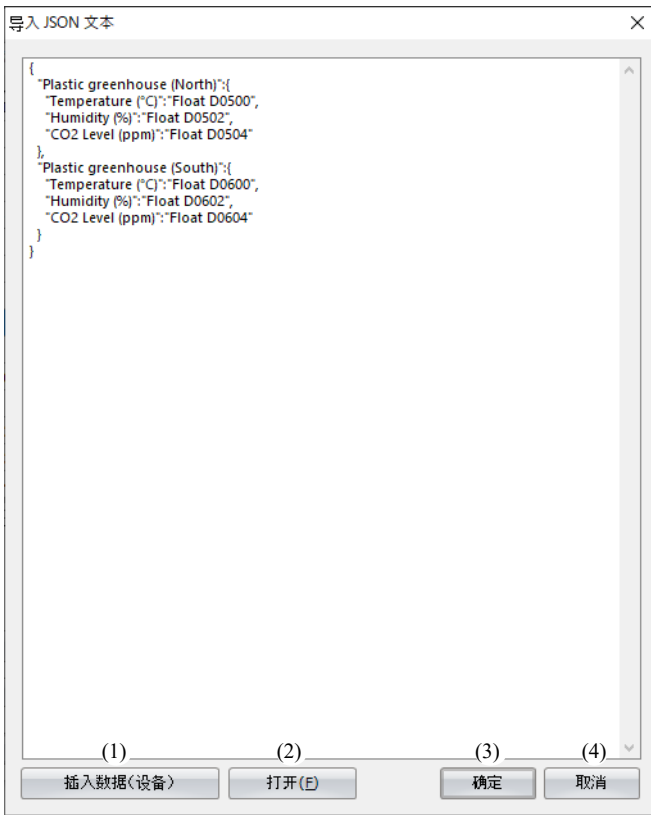 导入 JSON 文本
{
"Plastic greenhouse (North)":{
"Temperature (°C)":"Float D0500",
"Humidity (%)":"Float D0502",
"CO2 Level (ppm)":"Float D0504"
},
"Plastic greenhouse (South)":{
"Temperature (°C)":"Float D0600",
"Humidity (%)":"Float D0602",
"CO2 Level (ppm)":"Float D0604"
}
}
(1) (2) (3) (4)
插入数据(设备) 打开(F) 确定 取消